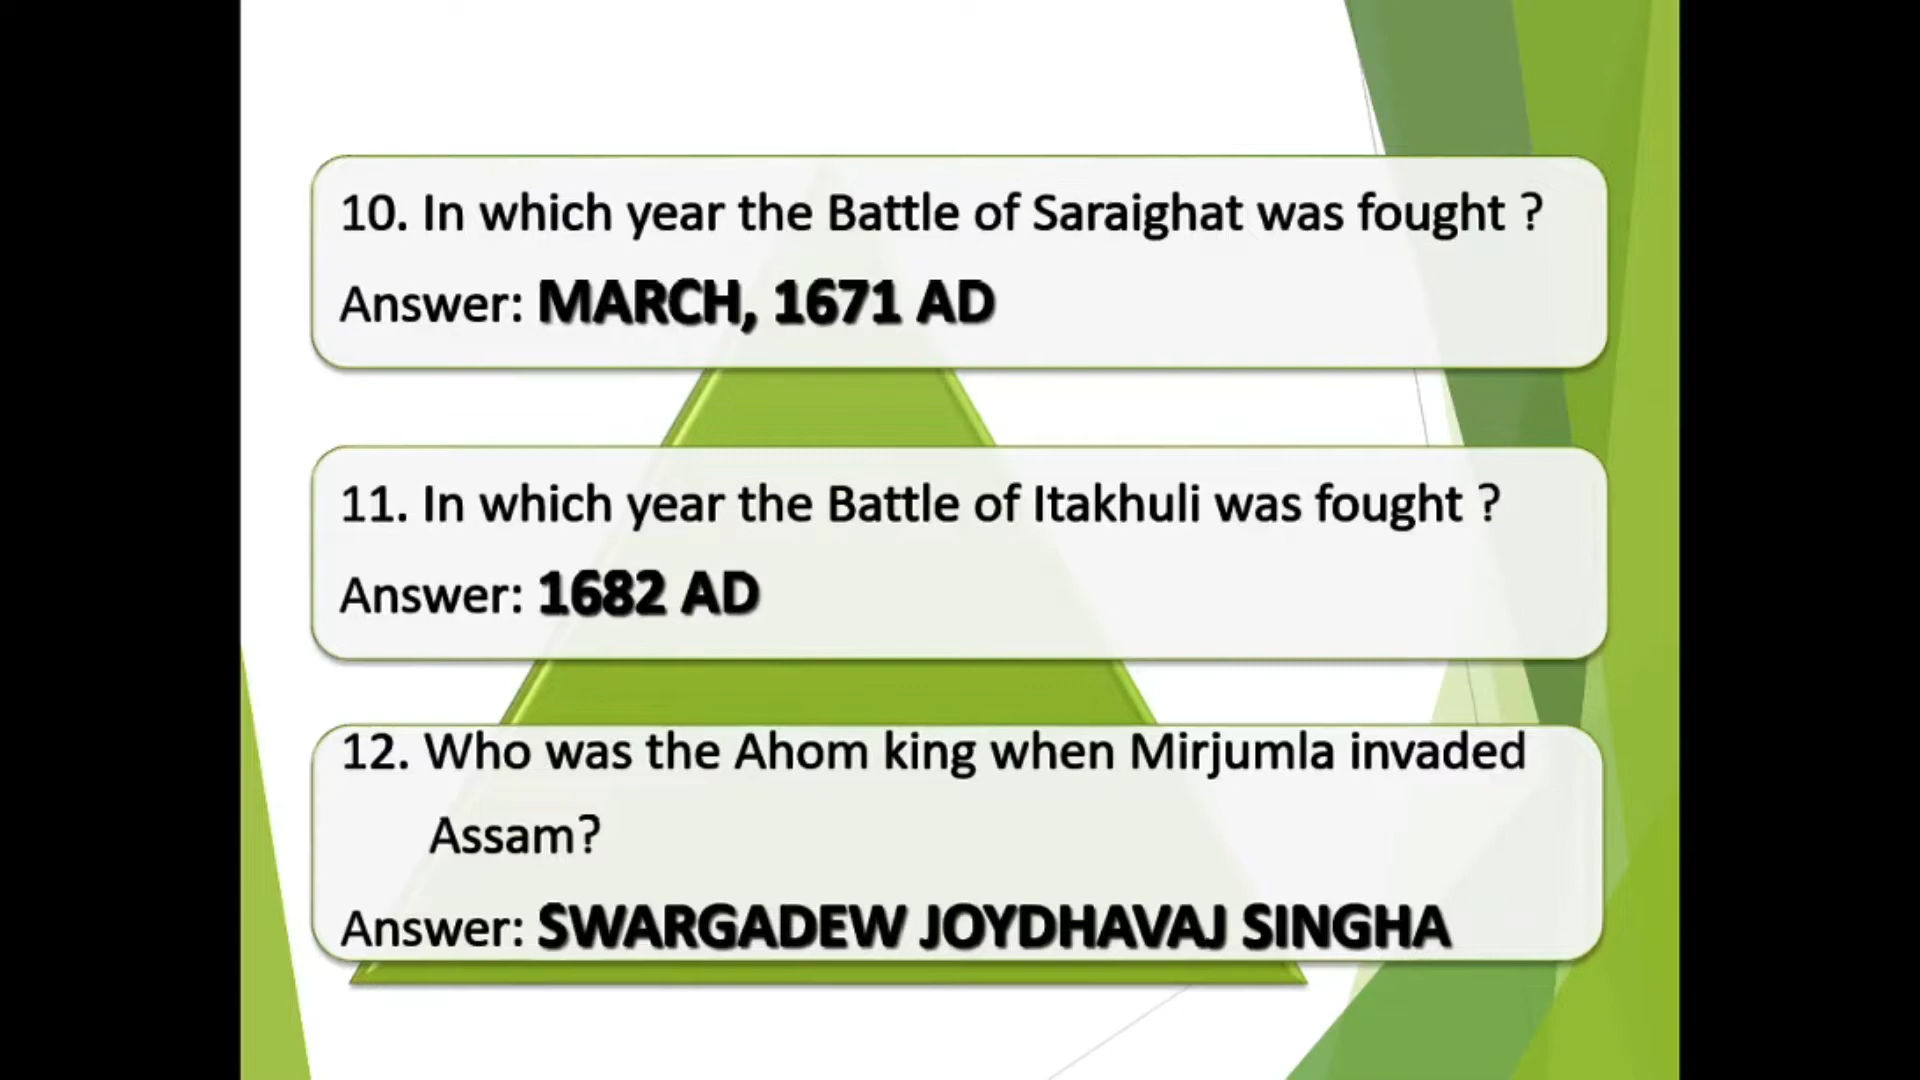 10. In which year the Battle of Saraighat was fought ?
Answer: MARCH, 1671 AD
11. In which year the Battle of Itakhuli was fought ?
Answer: 1682 AD
12. Who was the Ahom king when Mirjumla invaded
Assam?
Answer: SWARGADEW JOYDHAVAJ SINGHA